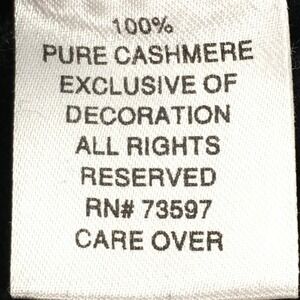 100%
PURE CASHMERE
EXCLUSIVE OF
DECORATION
ALL RIGHTS
RESERVED
RN# 73597
CARE OVER